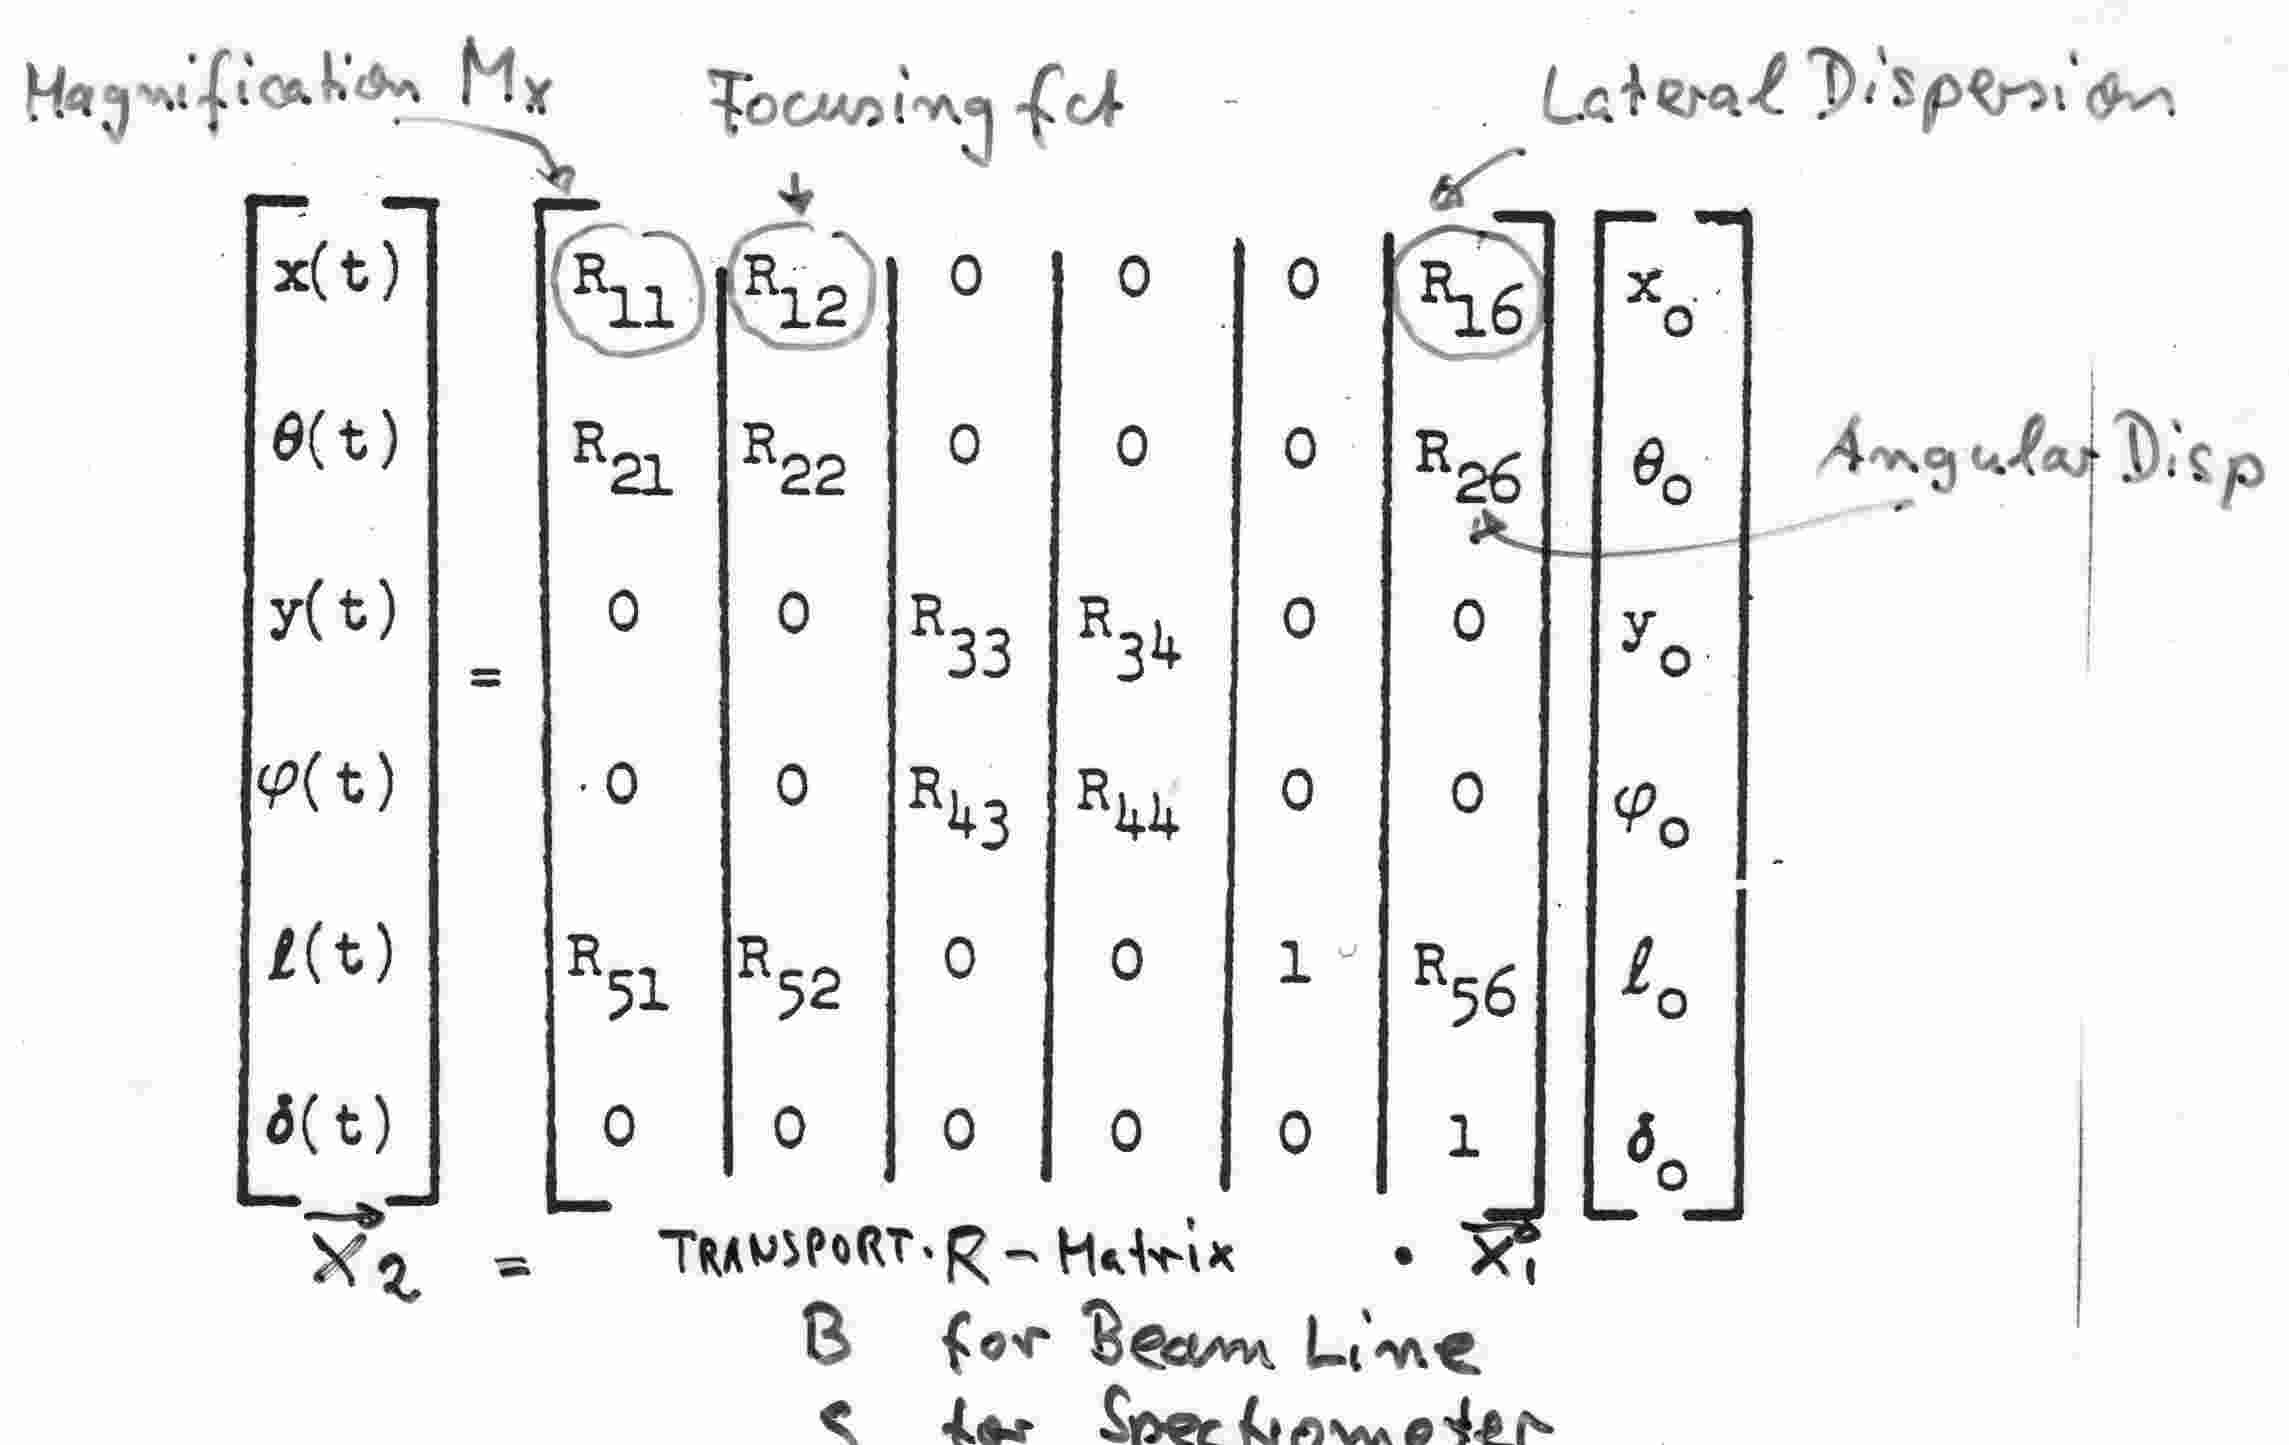 Magnification Mx Focusing fct Lateral Dispersion
x(t) R11 R12 0 0 0 R16 x0
θ(t) R21 R22 0 0 0 R26 θ0 Angular Disp
y(t) 0 0 R33 R34 0 0 y0
=
φ(t) 0 0 R43 R44 0 0 φ0
ℓ(t) R51 R52 0 0 1 R56 ℓ0
δ(t) 0 0 0 0 0 1 δ0
X2 = TRANSPORT·R-Matrix · X1
B for Beam Line
S for Spectrometer